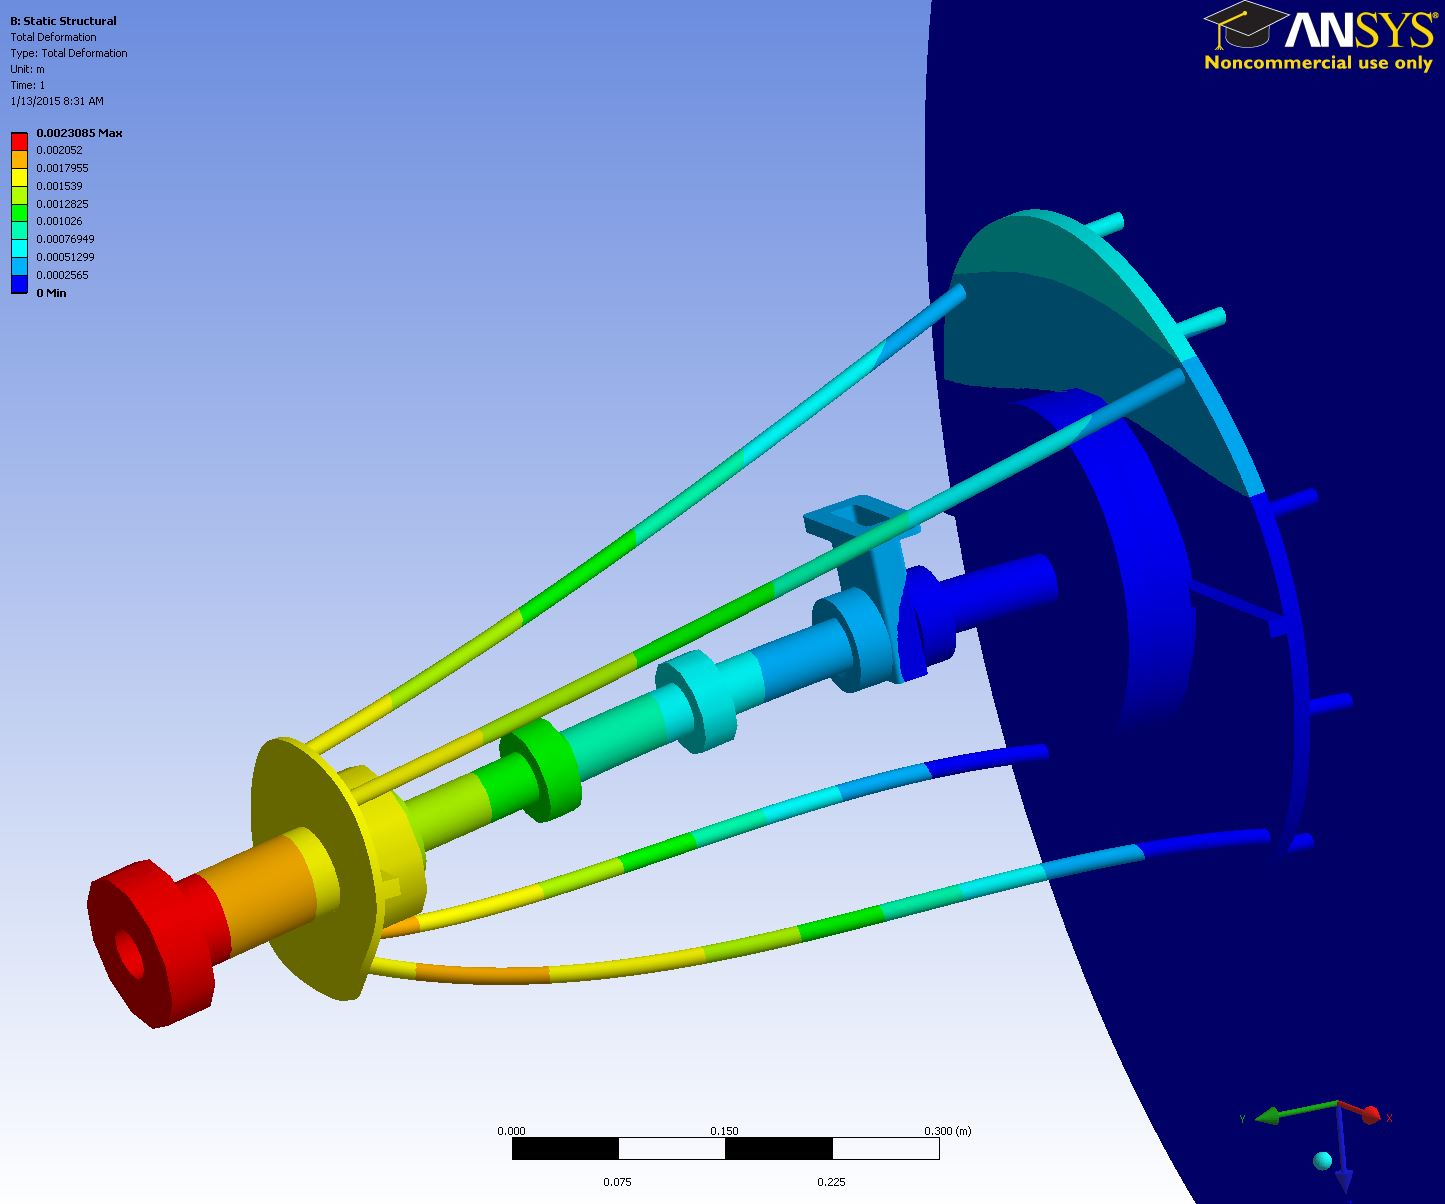 B: Static Structural
Total Deformation
Type: Total Deformation
Unit: m
Time: 1
1/13/2015 8:31 AM
0.0023085 Max
0.002052
0.0017955
0.001539
0.0012825
0.001026
0.00076949
0.00051299
0.0002565
0 Min
ANSYS®
Noncommercial use only
0.000 0.150 0.300 (m)
0.075 0.225
Y X